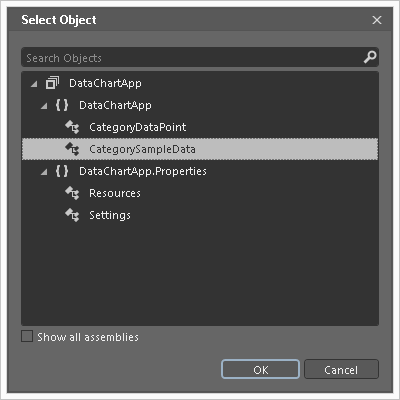 Select Object
Search Objects
DataChartApp
{ } DataChartApp
CategoryDataPoint
CategorySampleData
{ } DataChartApp.Properties
Resources
Settings
Show all assemblies
OK
Cancel